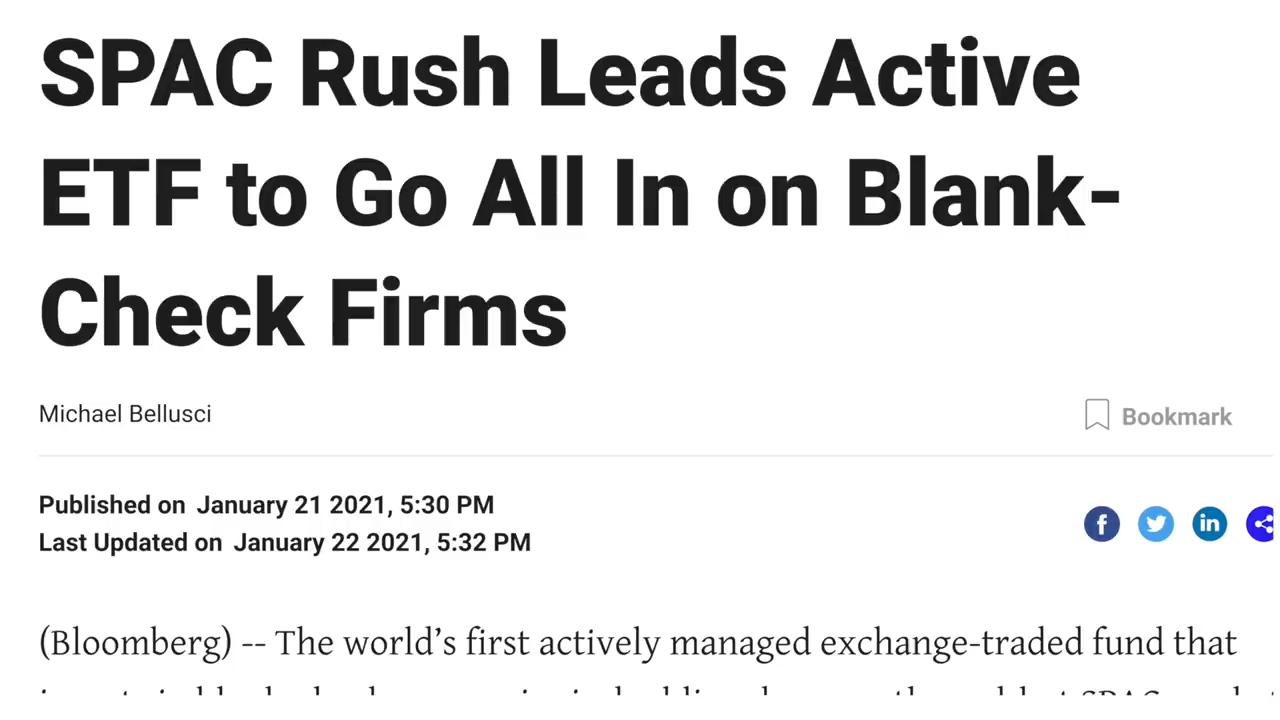 SPAC Rush Leads Active
ETF to Go All In on Blank-
Check Firms
Michael Bellusci
Bookmark
Published on January 21 2021, 5:30 PM
Last Updated on January 22 2021, 5:32 PM
f
in
(Bloomberg) -- The world's first actively managed exchange-traded fund that